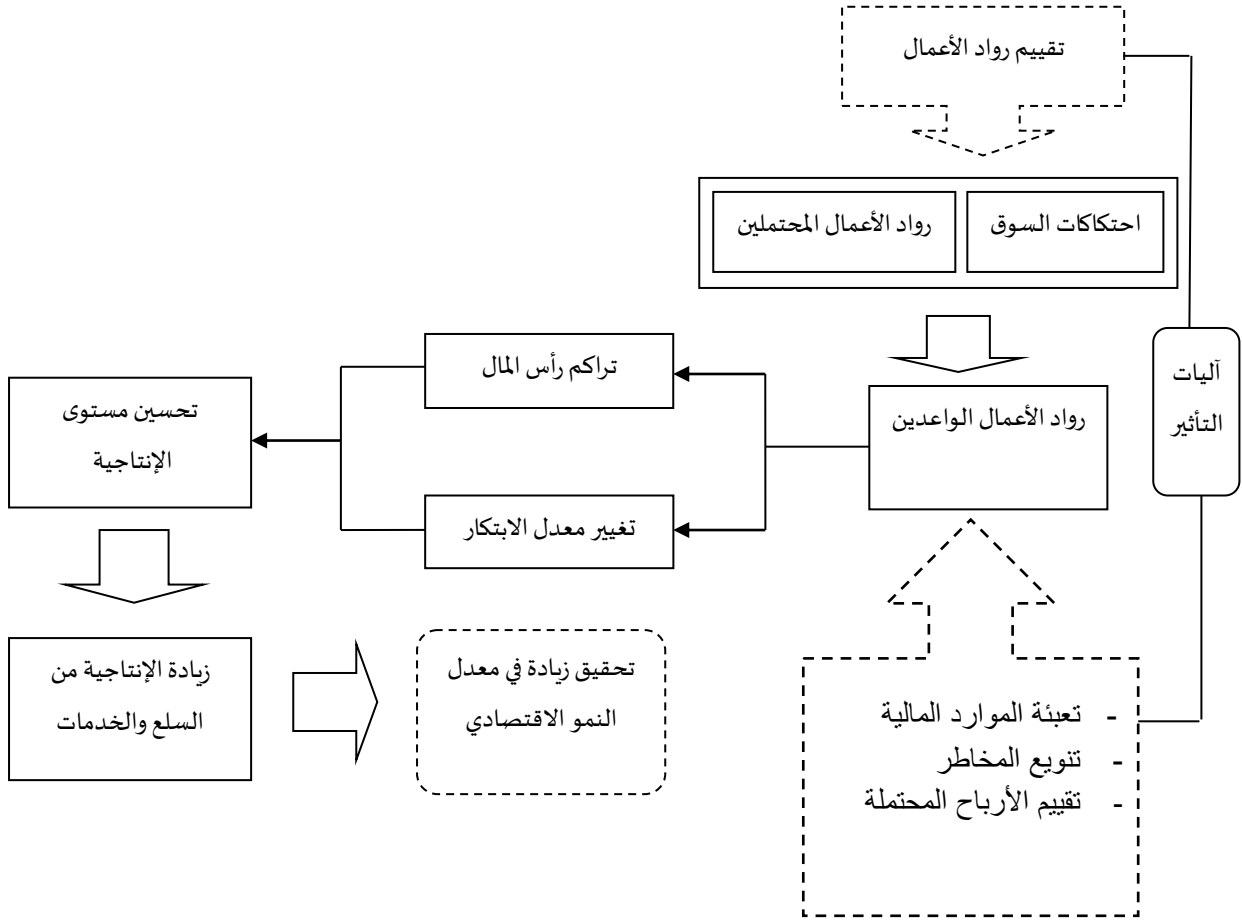 تقييم رواد الأعمال
احتكاكات السوق
رواد الأعمال المحتملين
آليات
التأثير
رواد الأعمال الواعدين
تراكم رأس المال
تغيير معدل الابتكار
تحسين مستوى
الإنتاجية
زيادة الإنتاجية من
السلع والخدمات
تحقيق زيادة في معدل
النمو الاقتصادي
- تعبئة الموارد المالية
- تنويع المخاطر
- تقييم الأرباح المحتملة